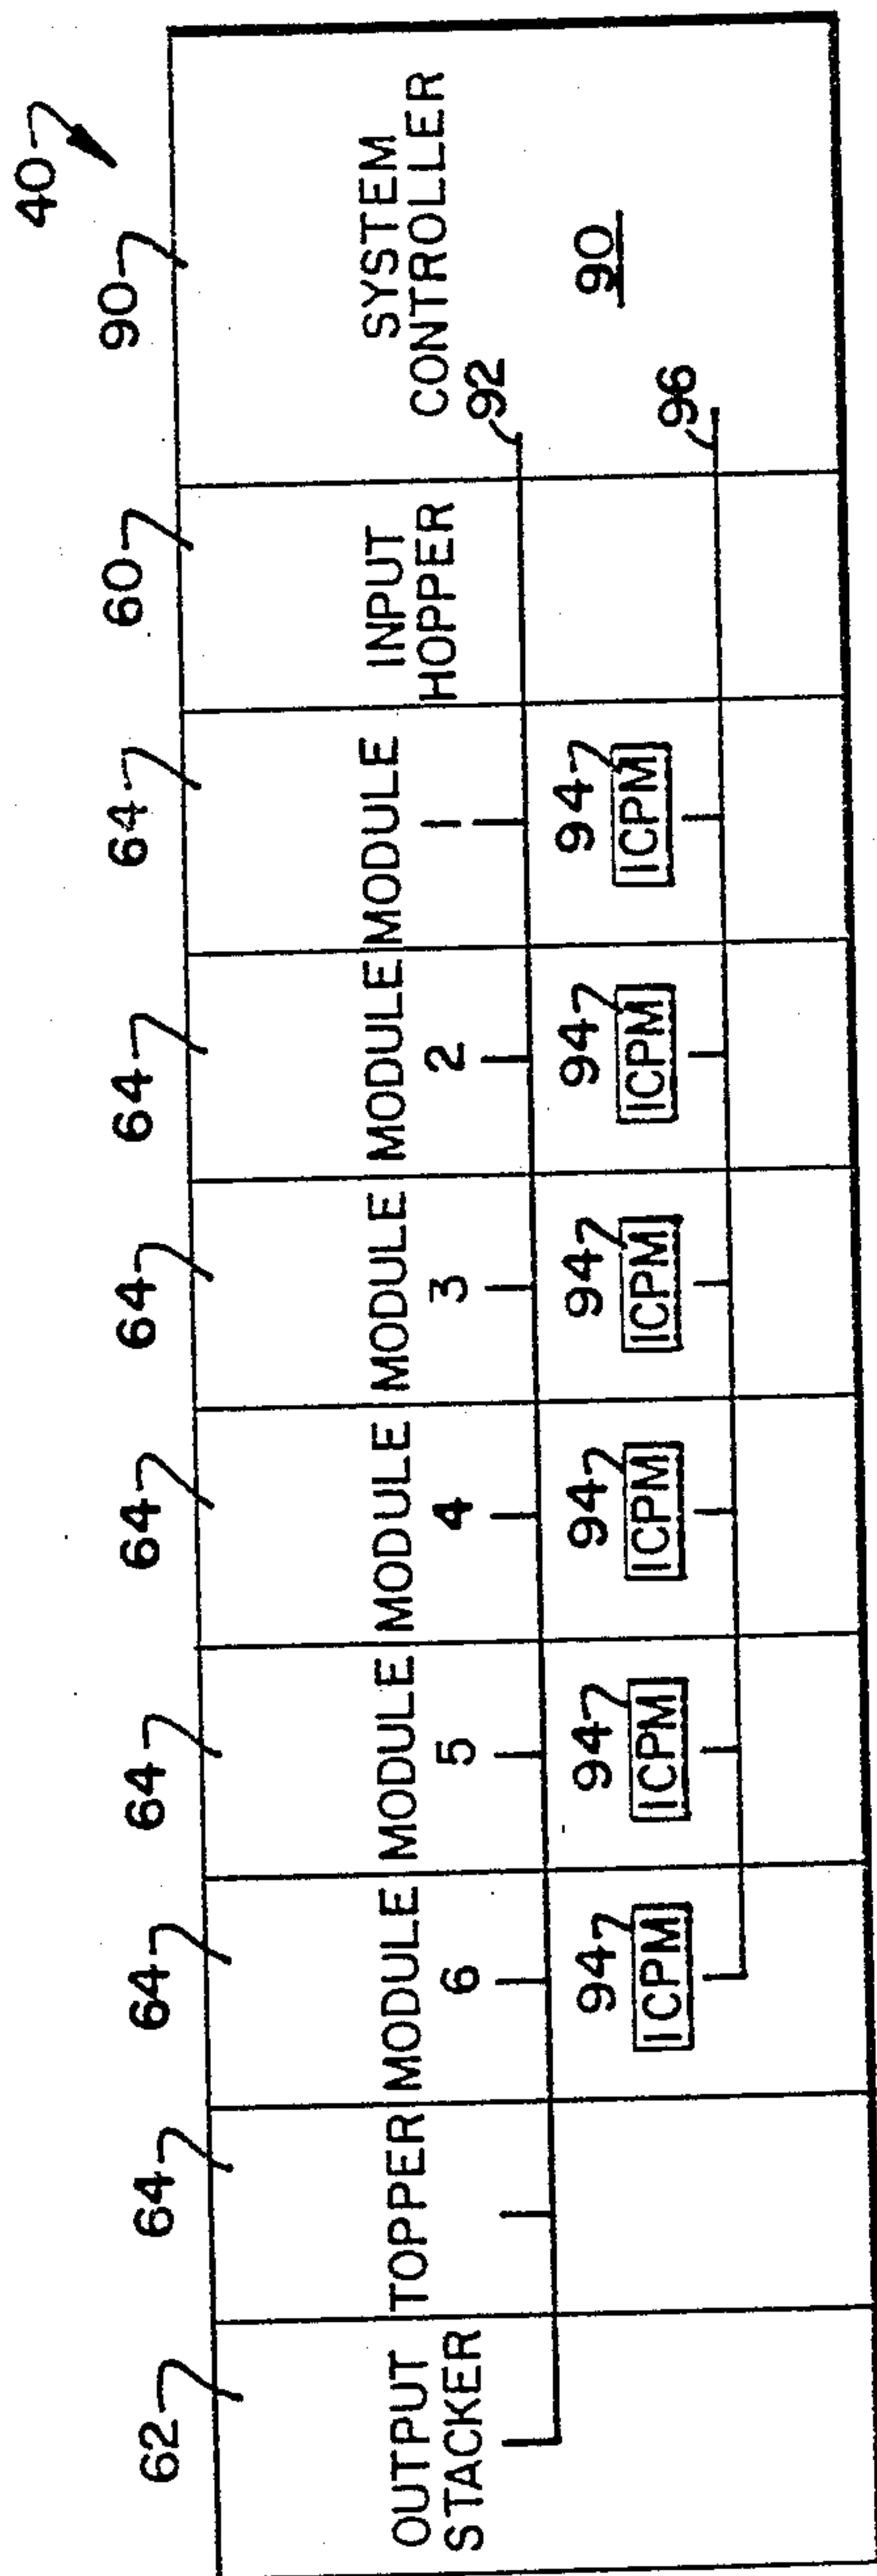 40
62 64 64 64 64 64 64 64 60 90
OUTPUT STACKER
TOPPER
MODULE 6
MODULE 5
MODULE 4
MODULE 3
MODULE 2
MODULE 1
INPUT HOPPER
SYSTEM CONTROLLER
92
94 94 94 94 94 94
90
ICPM ICPM ICPM ICPM ICPM ICPM
96